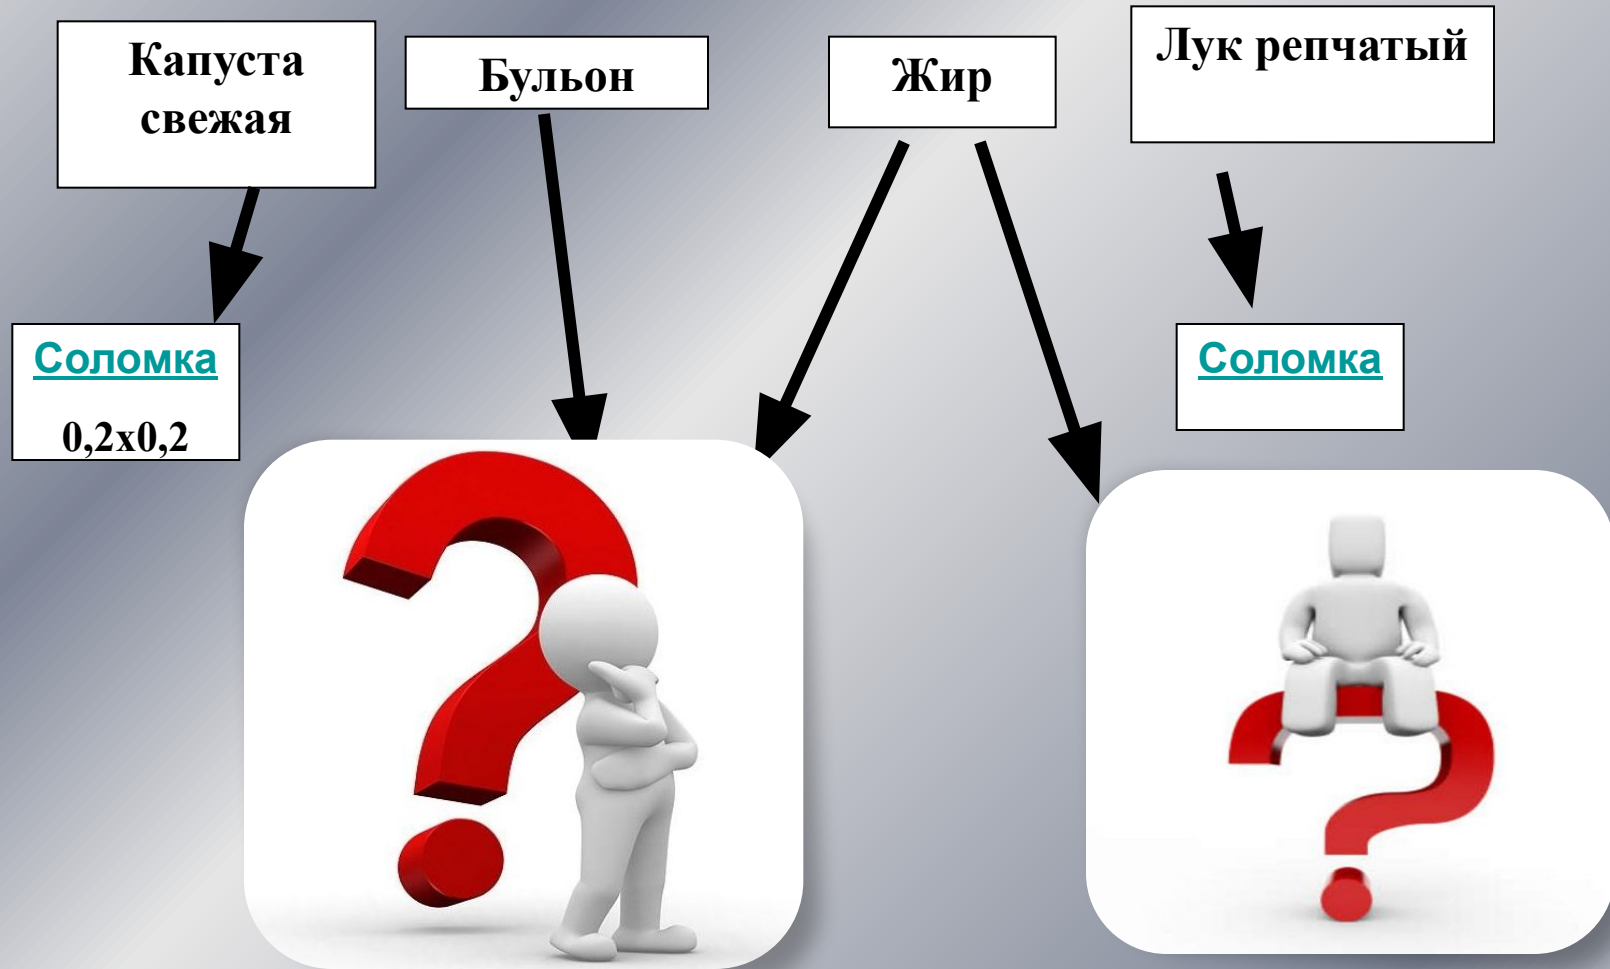 Капуста
свежая
Бульон
Жир
Лук репчатый
Соломка
0,2х0,2
Соломка